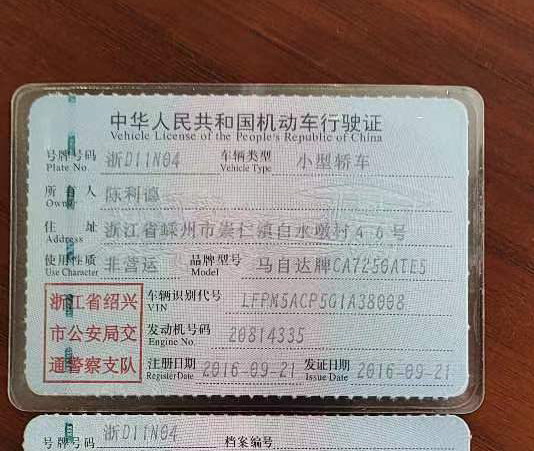 中华人民共和国机动车行驶证
Vehicle License of the People's Republic of China
号牌号码 浙D11N04 车辆类型 小型轿车
Plate No. Vehicle Type
所有人 陈利德
Owner
住址 浙江省嵊州市崇仁镇白水墩村46号
Address
使用性质 非营运 品牌型号 马自达牌CA7250ATE5
Use Character Model
浙江省绍兴
市公安局交
通警察支队
车辆识别代号 LFPM5ACP5G1A38008
VIN
发动机号码 20814335
Engine No.
注册日期 2016-09-21 发证日期 2016-09-21
Register Date Issue Date
号牌号码 浙D11N04 档案编号